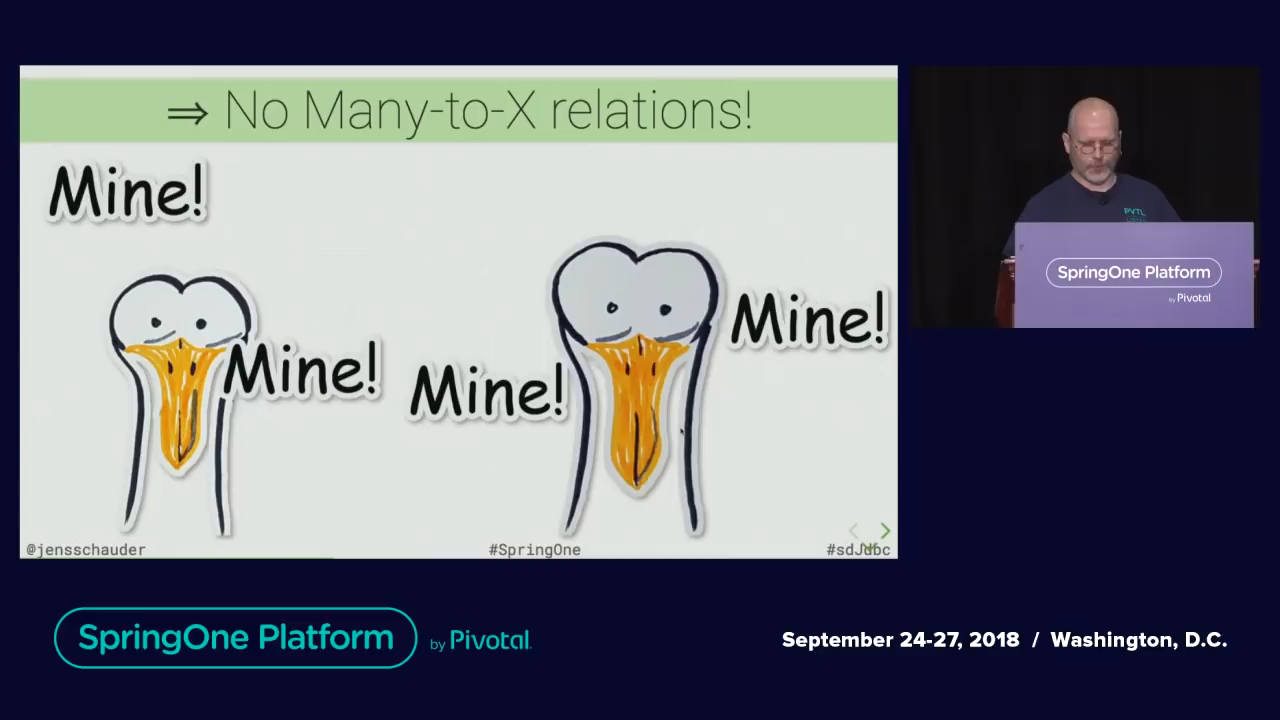 ⇒ No Many-to-X relations!
Mine!
Mine!
Mine!
Mine!
@jensschauder
#SpringOne
#sdJdbc
PVTL
SpringOne Platform
by Pivotal
SpringOne Platform by Pivotal.
September 24-27, 2018 / Washington, D.C.